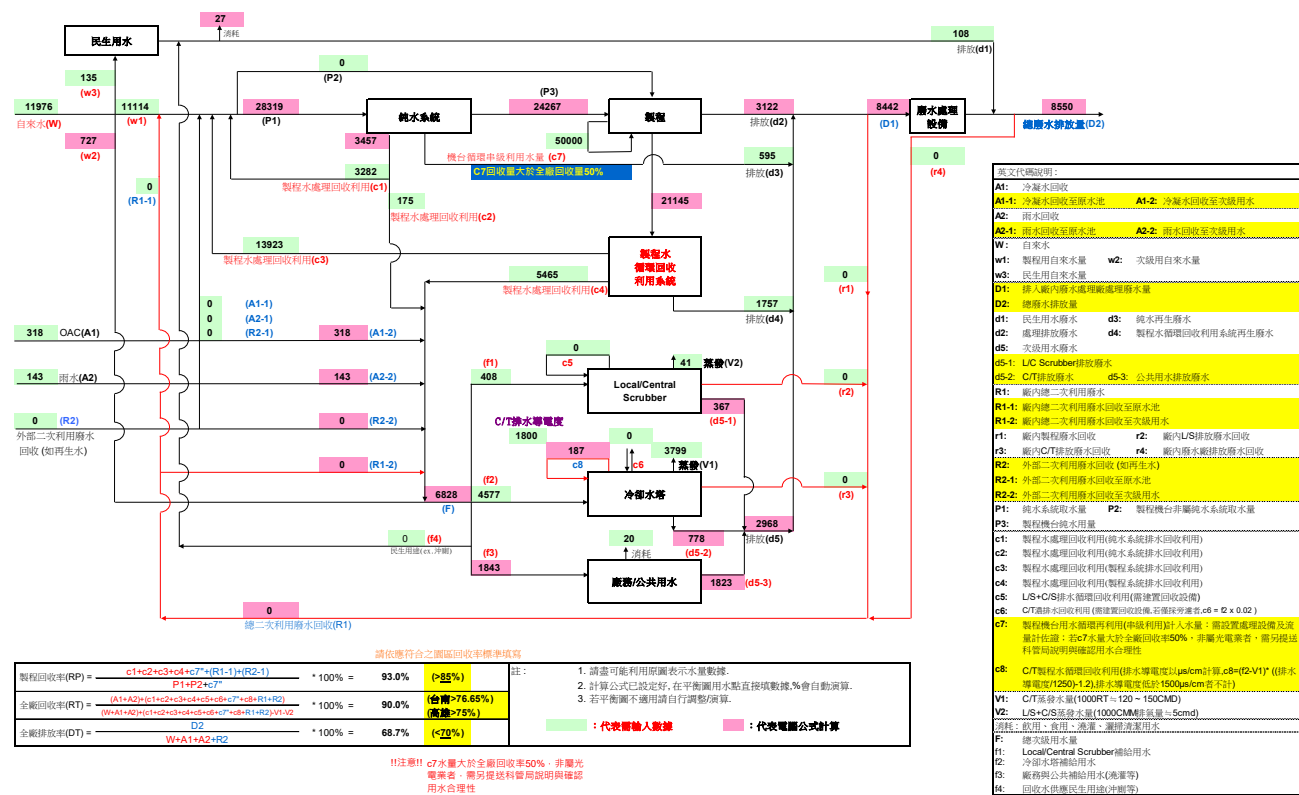 27
消耗
民生用水
108
排放(d1)
135
(w3)
0
(P2)
11976
自來水(W)
11114
(w1)
28319
(P1)
純水系統
(P3)
24267
製程
3122
排放(d2)
8442
(D1)
廢水處理
設備
8550
總廢水排放量(D2)
727
(w2)
3457
50000
機台循環串級利用水量 (c7)
C7回收量大於全廠回收量50%
595
排放(d3)
0
(r4)
3282
製程水處理回收利用(c1)
0
(R1-1)
175
製程水處理回收利用(c2)
21145
13923
製程水處理回收利用(c3)
製程水
循環回收
利用系統
5465
製程水處理回收利用(c4)
0
(r1)
1757
排放(d4)
0 (A1-1)
0 (A2-1)
0 (R2-1)
318 OAC(A1)
318 (A1-2)
0
c5
41 蒸發(V2)
(f1)
408
Local/Central
Scrubber
0
(r2)
143 雨水(A2)
143 (A2-2)
367
(d5-1)
0 (R2)
外部二次利用廢水
回收 (如再生水)
0 (R2-2)
C/T排水導電度
1800
0
187
c8
c6
3799
蒸發(V1)
0 (R1-2)
(f2)
6828
(F)
4577
冷卻水塔
0
(r3)
2968
排放(d5)
778
(d5-2)
0 (f4)
民生用途(ex.沖廁)
(f3)
1843
20
消耗
廠務/公共用水
1823 (d5-3)
0
總二次利用廢水回收(R1)
英文代碼說明：
A1: 冷凝水回收
A1-1: 冷凝水回收至原水池 A1-2: 冷凝水回收至次級用水
A2: 雨水回收
A2-1: 雨水回收至原水池 A2-2: 雨水回收至次級用水
W : 自來水
w1: 製程用自來水量 w2: 次級用自來水量
w3: 民生用自來水量
D1: 排入廠內廢水處理廠處理廢水量
D2: 總廢水排放量
d1: 民生用水廢水 d3: 純水再生廢水
d2: 處理排放廢水 d4: 製程水循環回收利用系統再生廢水
d5: 次級用水廢水
d5-1: L/C Scrubber排放廢水
d5-2: C/T排放廢水 d5-3: 公共用水排放廢水
R1: 廠內總二次利用廢水
R1-1: 廠內總二次利用廢水回收至原水池
R1-2: 廠內總二次利用廢水回收至次級用水
r1: 廠內製程廢水回收 r2: 廠內L/S排放廢水回收
r3: 廠內C/T排放廢水回收 r4: 廠內廢水廠排放廢水回收
R2: 外部二次利用廢水回收 (如再生水)
R2-1: 外部二次利用廢水回收至原水池
R2-2: 外部二次利用廢水回收至次級用水
P1: 純水系統取水量 P2: 製程機台非屬純水系統取水量
P3: 製程機台純水用量
c1: 製程水處理回收利用(純水系統排水回收利用)
c2: 製程水處理回收利用(純水系統排水回收利用)
c3: 製程水處理回收利用(製程系統排水回收利用)
c4: 製程水處理回收利用(製程系統排水回收利用)
c5: L/S+C/S排水循環回收利用(需建置回收設備)
c6: C/T濃排水回收利用 (需建置回收設備,若僅採旁濾者,c6 = f2 x 0.02 )
c7: 製程機台用水循環再利用(串級利用)計入水量：需設置處理設備及流
量計佐證；若c7水量大於全廠回收率50%，非屬光電業者，需另提送
科管局說明與確認用水合理性
c8: C/T製程水循環回收利用(排水導電度以μs/cm計算,c8=(f2-V1)* ((排水
導電度/1250)-1.2),排水導電度低於1500μs/cm者不計)
V1: C/T蒸發水量(1000RT≒120 ~ 150CMD)
V2: L/S+C/S蒸發水量(1000CMM排氣量≒5cmd)
消耗：飲用、食用、澆灌、灑掃清潔用水
F: 總次級用水量
f1: Local/Central Scrubber補給用水
f2: 冷卻水塔補給用水
f3: 廠務與公共補給用水(澆灌等)
f4: 回收水供應民生用途(沖廁等)
請依應符合之園區回收率標準填寫
製程回收率(RP) = c1+c2+c3+c4+c7"+(R1-1)+(R2-1)
P1+P2+c7" * 100% = 93.0% (>85%)
全廠回收率(RT) = (A1+A2)+(c1+c2+c3+c4+c5+c6+c7"+c8+R1+R2)
(W+A1+A2)+(c1+c2+c3+c4+c5+c6+c7"+c8+R1+R2)-V1-V2 * 100% = 90.0% (台南>76.65%)
(高雄>75%)
全廠排放率(DT) = D2
W+A1+A2+R2 * 100% = 68.7% (<70%)
註： 1. 請盡可能利用原圖表示水量數據.
2. 計算公式已設定好, 在平衡圖用水點直接填數據,%會自動演算.
3. 若平衡圖不適用請自行調整/演算.
：代表需輸入數據 ：代表電腦公式計算
!!注意!! c7水量大於全廠回收率50%，非屬光
電業者，需另提送科管局說明與確認
用水合理性